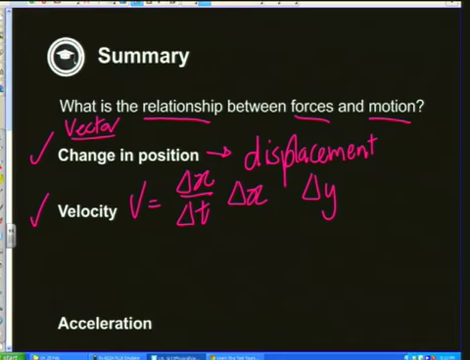 Summary
What is the relationship between forces and motion?
Vector
Change in position → displacement
Velocity V = Δx/Δt Δx Δy
Acceleration
start